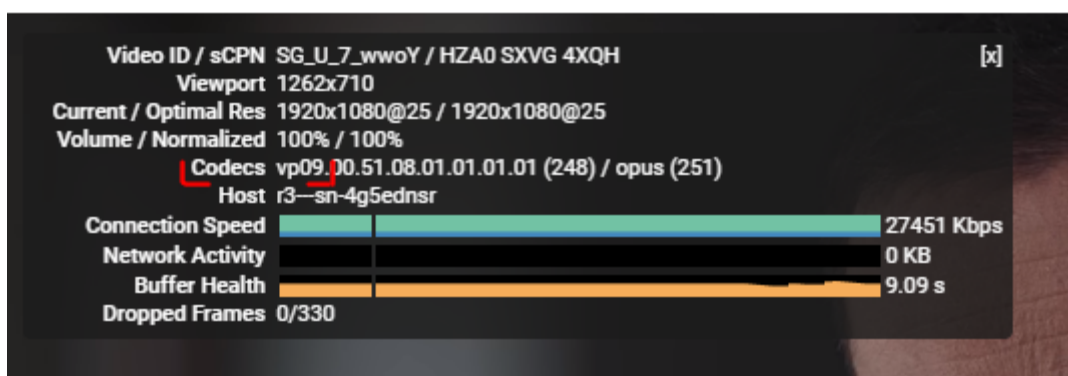 Video ID / sCPN SG_U_7_wwoY / HZA0 SXVG 4XQH [x]
Viewport 1262x710
Current / Optimal Res 1920x1080@25 / 1920x1080@25
Volume / Normalized 100% / 100%
Codecs vp09.00.51.08.01.01.01.01 (248) / opus (251)
Host r3---sn-4g5ednsr
Connection Speed 27451 Kbps
Network Activity 0 KB
Buffer Health 9.09 s
Dropped Frames 0/330